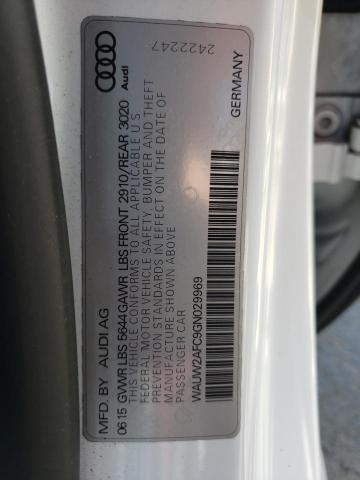 MFD. BY AUDI AG
06 15 GVWR LBS 5644 GAWR LBS FRONT 2910/REAR 3020
THIS VEHICLE CONFORMS TO ALL APPLICABLE U.S
FEDERAL MOTOR VEHICLE SAFETY, BUMPER AND THEFT
PREVENTION STANDARDS IN EFFECT ON THE DATE OF
MANUFACTURE SHOWN ABOVE
PASSENGER CAR
WAUW2AFC9GN029969
Audi
2422247
GERMANY